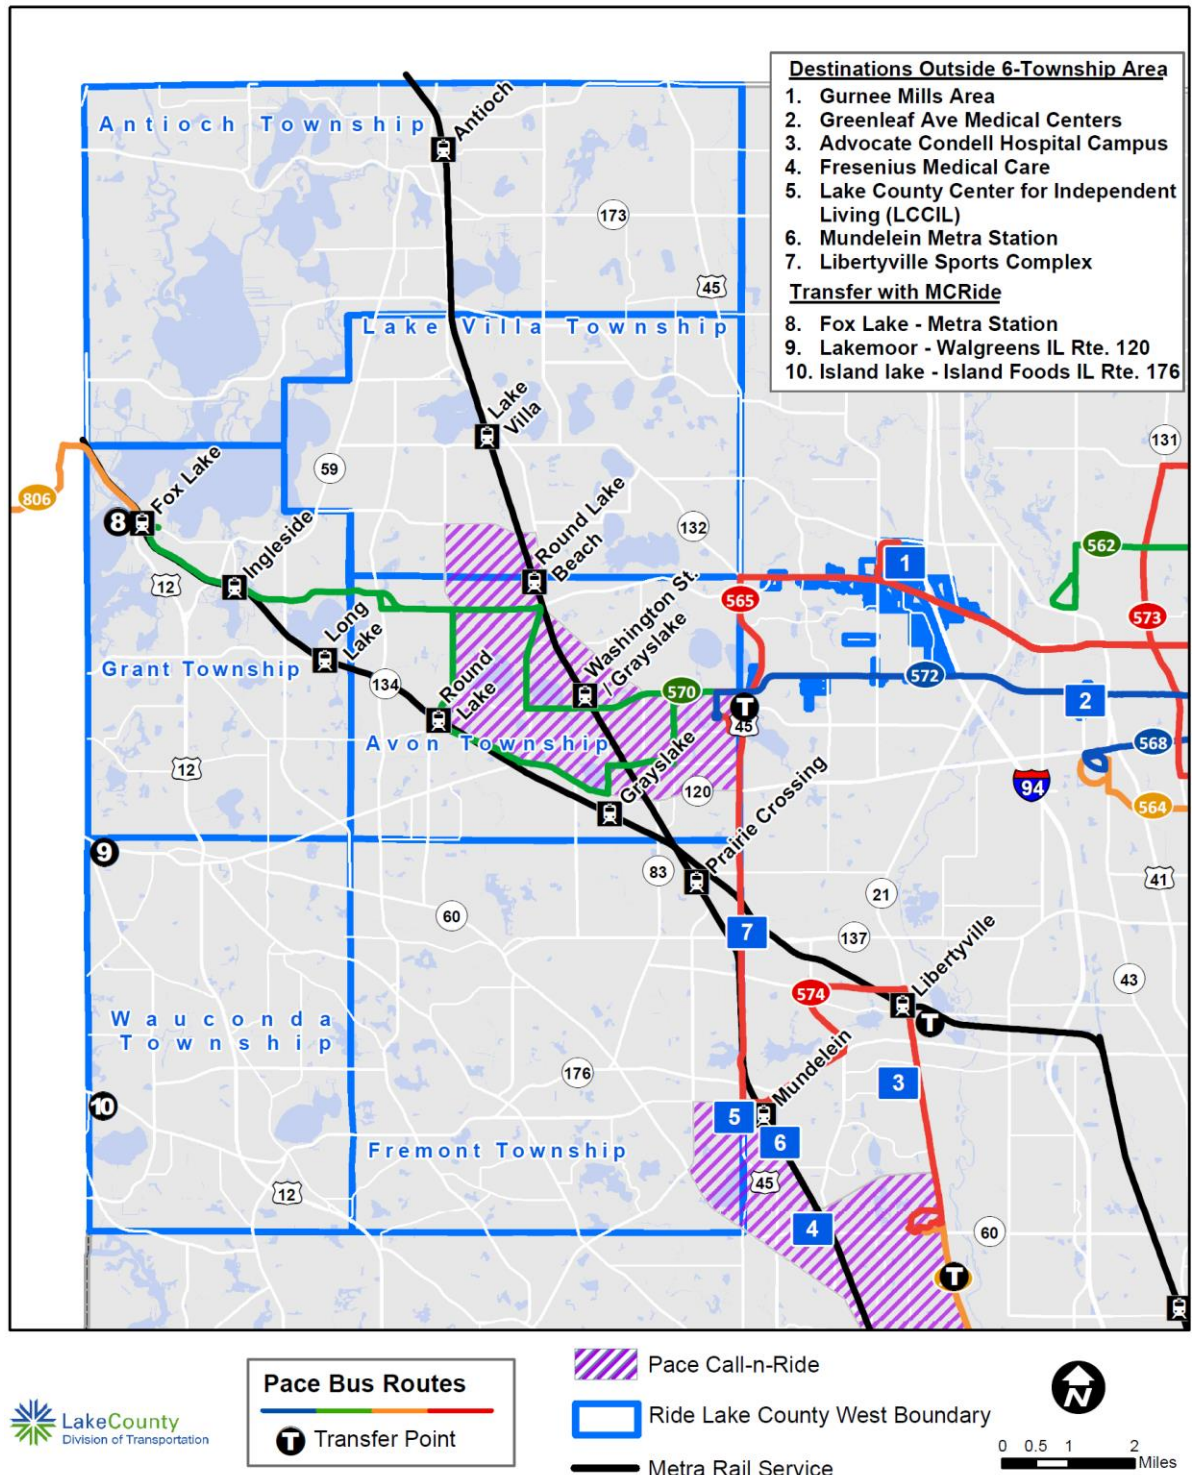 Destinations Outside 6-Township Area
1. Gurnee Mills Area
2. Greenleaf Ave Medical Centers
3. Advocate Condell Hospital Campus
4. Fresenius Medical Care
5. Lake County Center for Independent
Living (LCCIL)
6. Mundelein Metra Station
7. Libertyville Sports Complex
Transfer with MCRide
8. Fox Lake - Metra Station
9. Lakemoor - Walgreens IL Rte. 120
10. Island lake - Island Foods IL Rte. 176
Antioch Township
Antioch
173
45
Lake Villa Township
Lake
Villa
131
59
806
8
Fox Lake
Ingleside
12
Round Lake
Beach
132
1
562
565
573
Long
Lake
Washington St.
/ Grayslake
Grant Township
134
Round
Lake
570
572
2
T
45
Avon Township
568
12
Grayslake
120
94
564
9
Prairie Crossing
83
21
41
60
7
137
Libertyville
43
574
T
Wauconda
Township
Mundelein
176
3
10
5
6
Fremont Township
45
12
4
60
T
LakeCounty
Division of Transportation
Pace Bus Routes
T Transfer Point
Pace Call-n-Ride
Ride Lake County West Boundary
Metra Rail Service
N
0 0.5 1 2
Miles